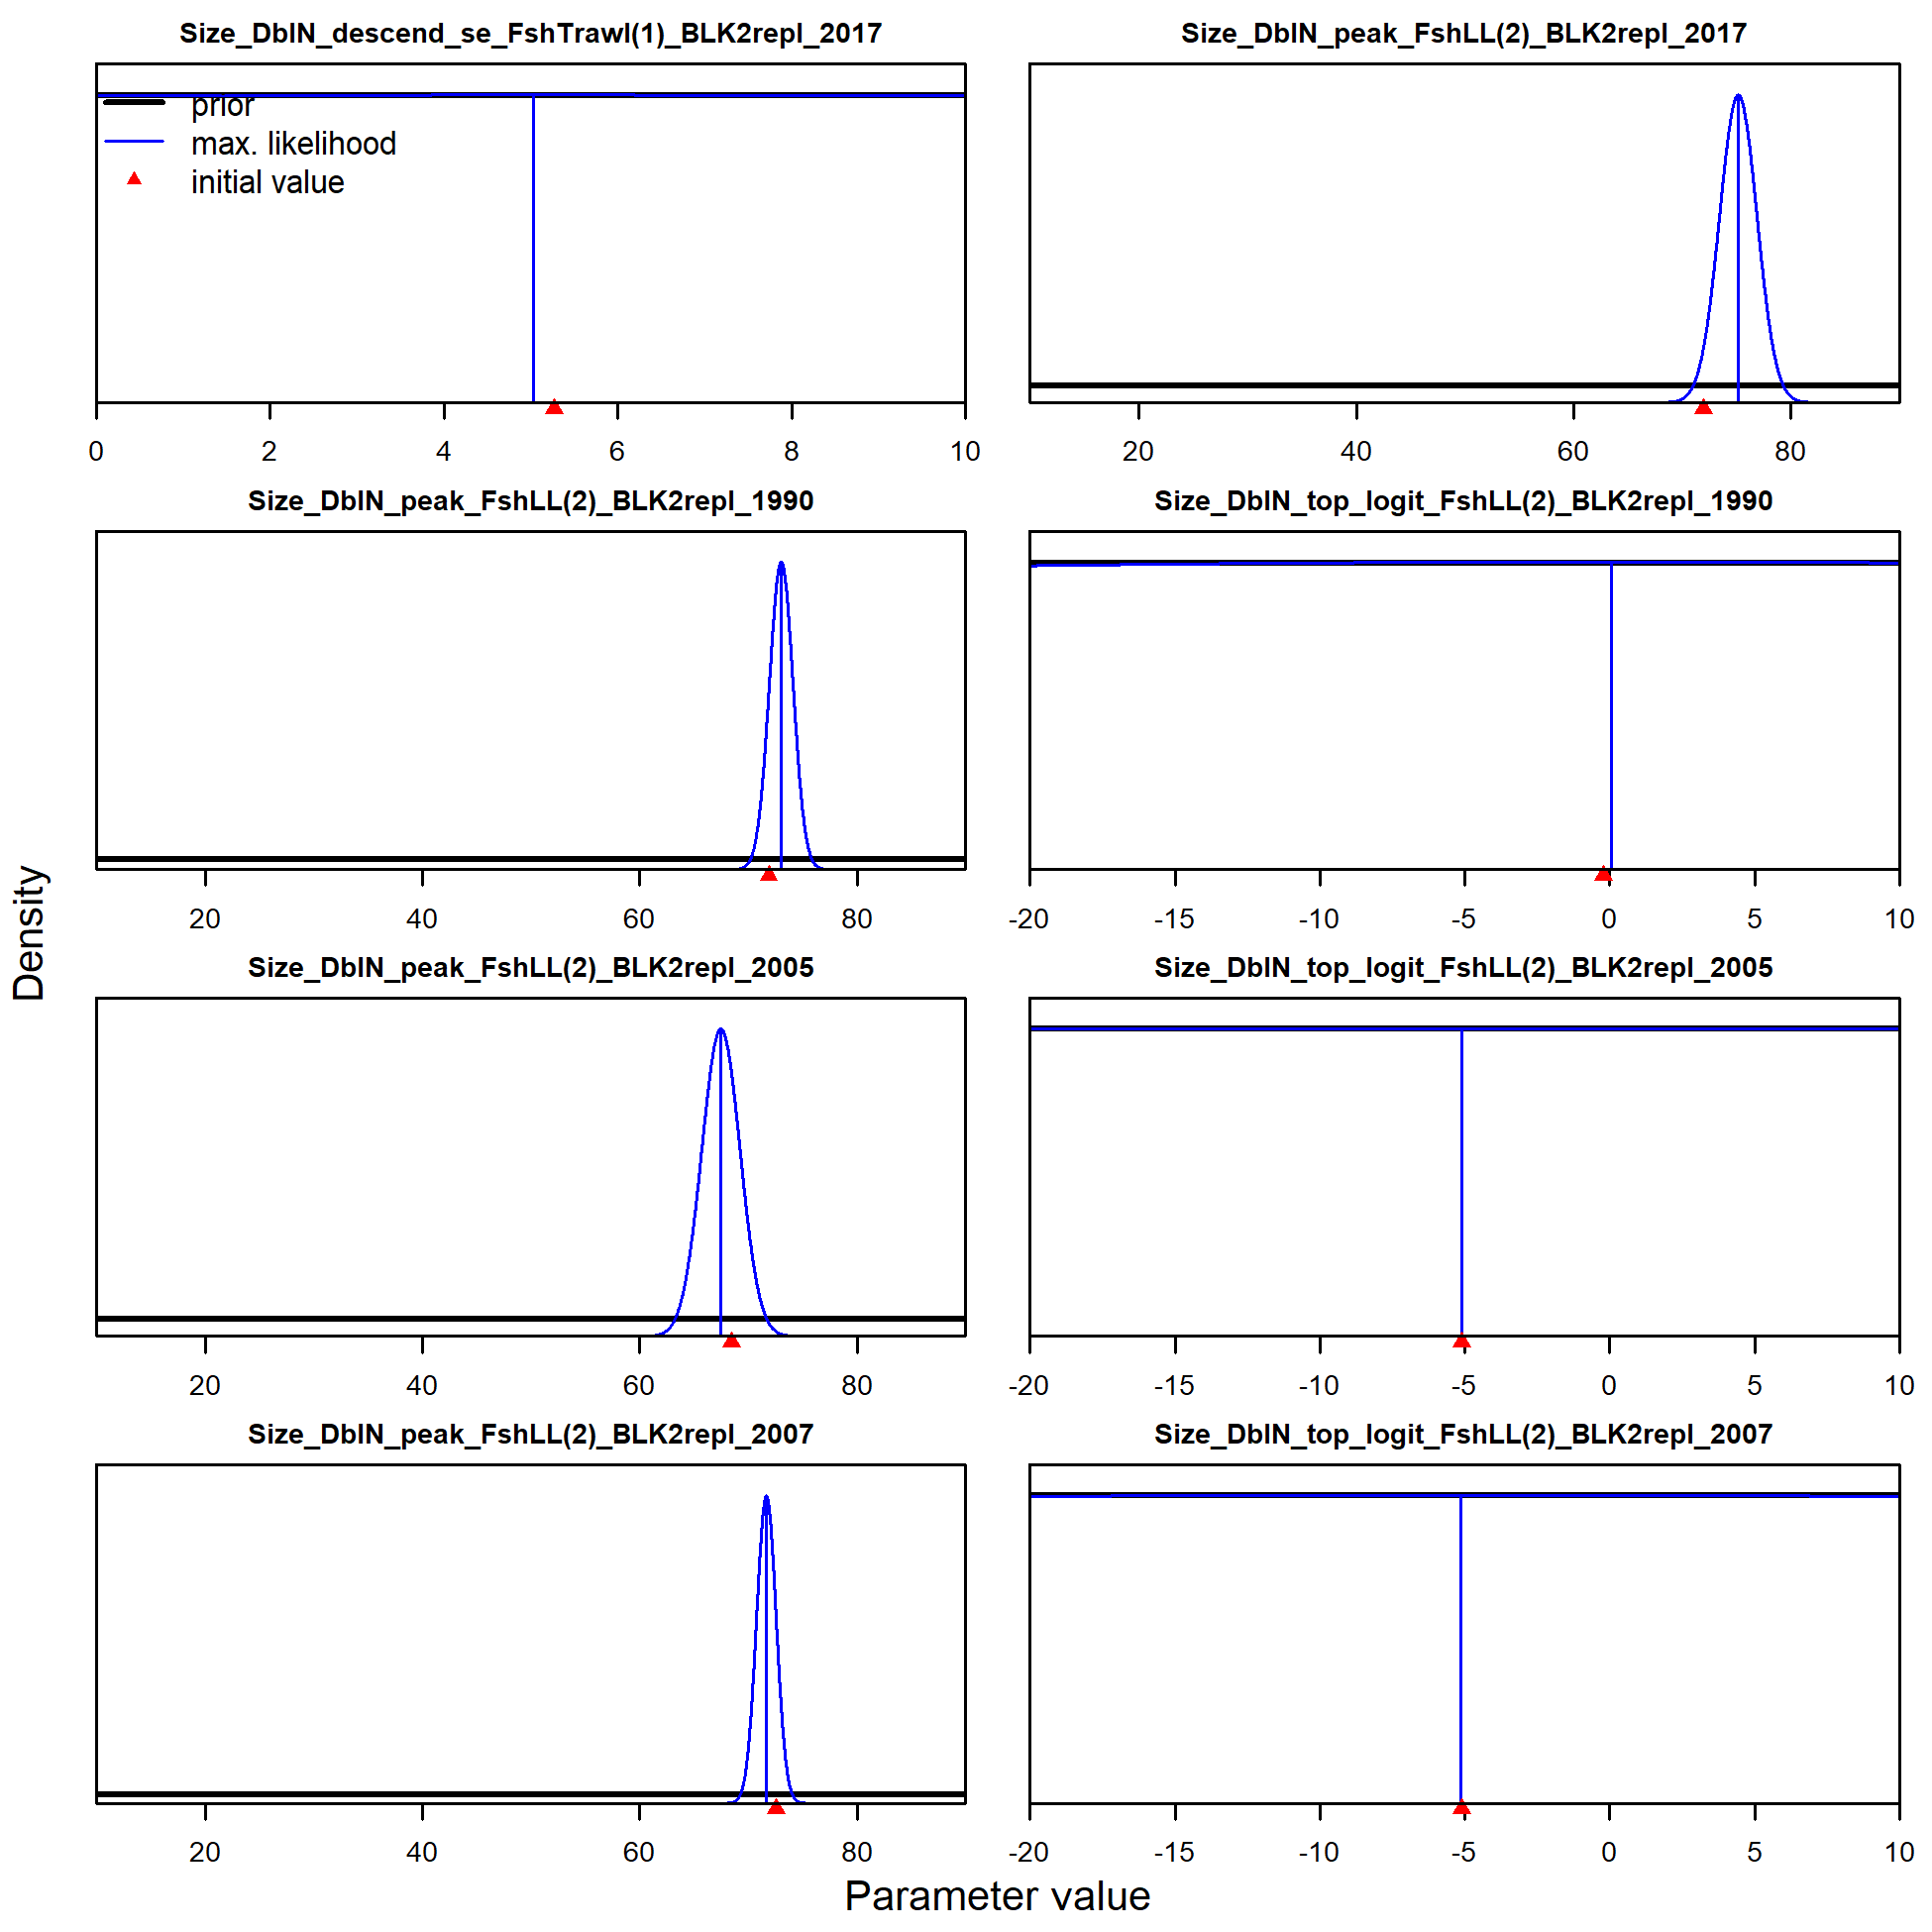 Size_DblN_descend_se_FshTrawl(1)_BLK2repl_2017
prior
max. likelihood
initial value
0 2 4 6 8 10
Size_DblN_peak_FshLL(2)_BLK2repl_2017
20 40 60 80
Size_DblN_peak_FshLL(2)_BLK2repl_1990
20 40 60 80
Size_DblN_top_logit_FshLL(2)_BLK2repl_1990
-20 -15 -10 -5 0 5 10
Size_DblN_peak_FshLL(2)_BLK2repl_2005
20 40 60 80
Size_DblN_top_logit_FshLL(2)_BLK2repl_2005
-20 -15 -10 -5 0 5 10
Size_DblN_peak_FshLL(2)_BLK2repl_2007
20 40 60 80
Size_DblN_top_logit_FshLL(2)_BLK2repl_2007
-20 -15 -10 -5 0 5 10
Density
Parameter value